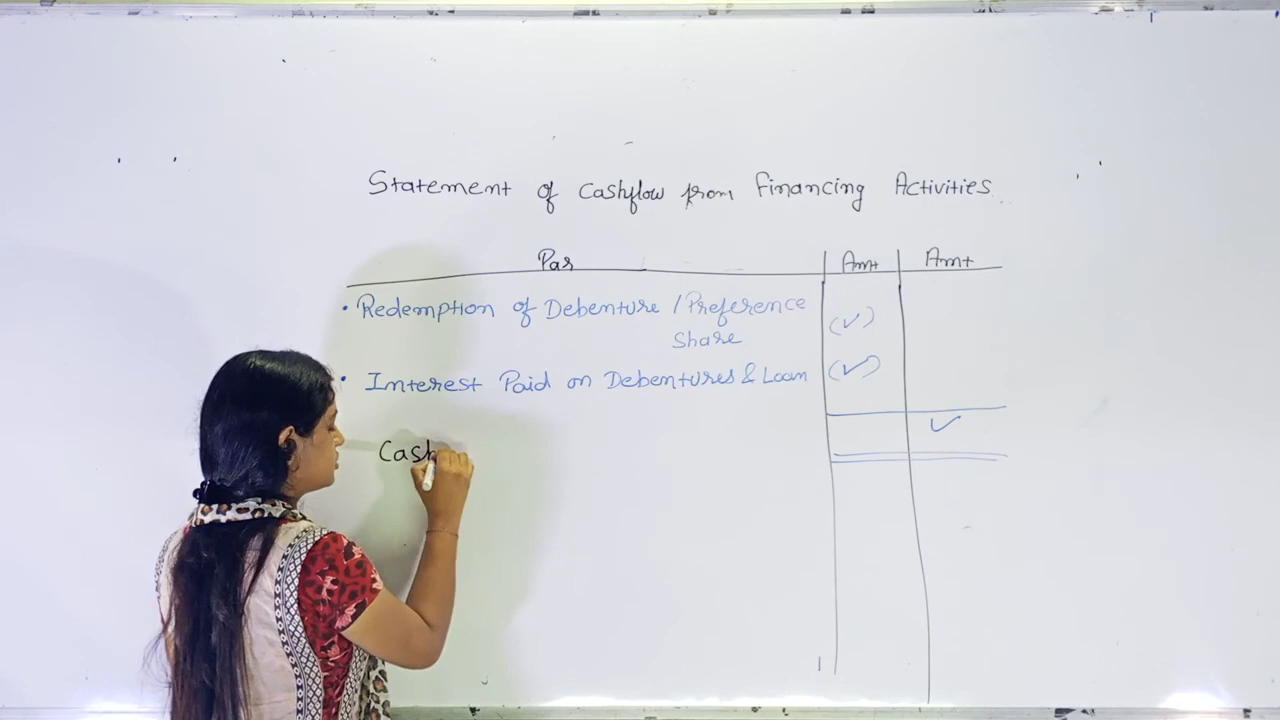 Statement of Cashflow from Financing Activities
Par Amt Amt
• Redemption of Debenture / Preference (✓)
Share
• Interest Paid on Debentures & Loan (✓)
✓
Cash